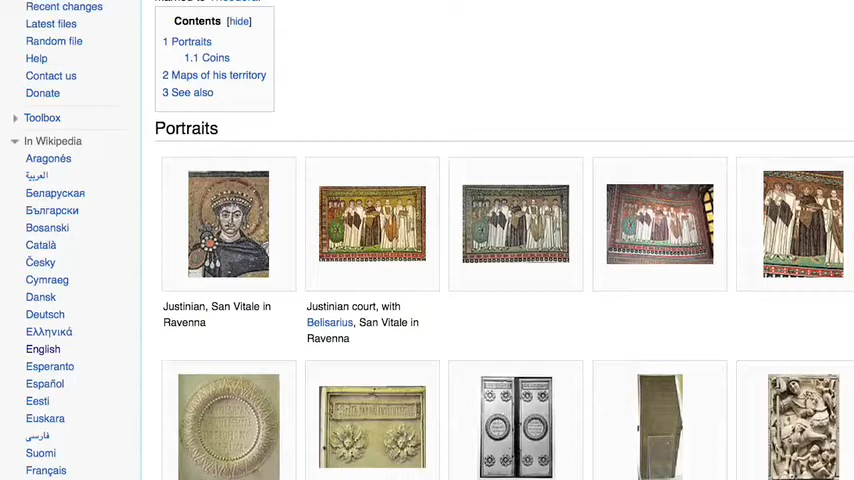 Recent changes
Latest files
Random file
Help
Contact us
Donate
Toolbox
In Wikipedia
Aragonés
العربية
Беларуская
Български
Bosanski
Català
Česky
Cymraeg
Dansk
Deutsch
Ελληνικά
English
Esperanto
Español
Eesti
Euskara
فارسی
Suomi
Français
Contents [hide]
1 Portraits
1.1 Coins
2 Maps of his territory
3 See also
Portraits
Justinian, San Vitale in
Ravenna
Justinian court, with
Belisarius, San Vitale in
Ravenna